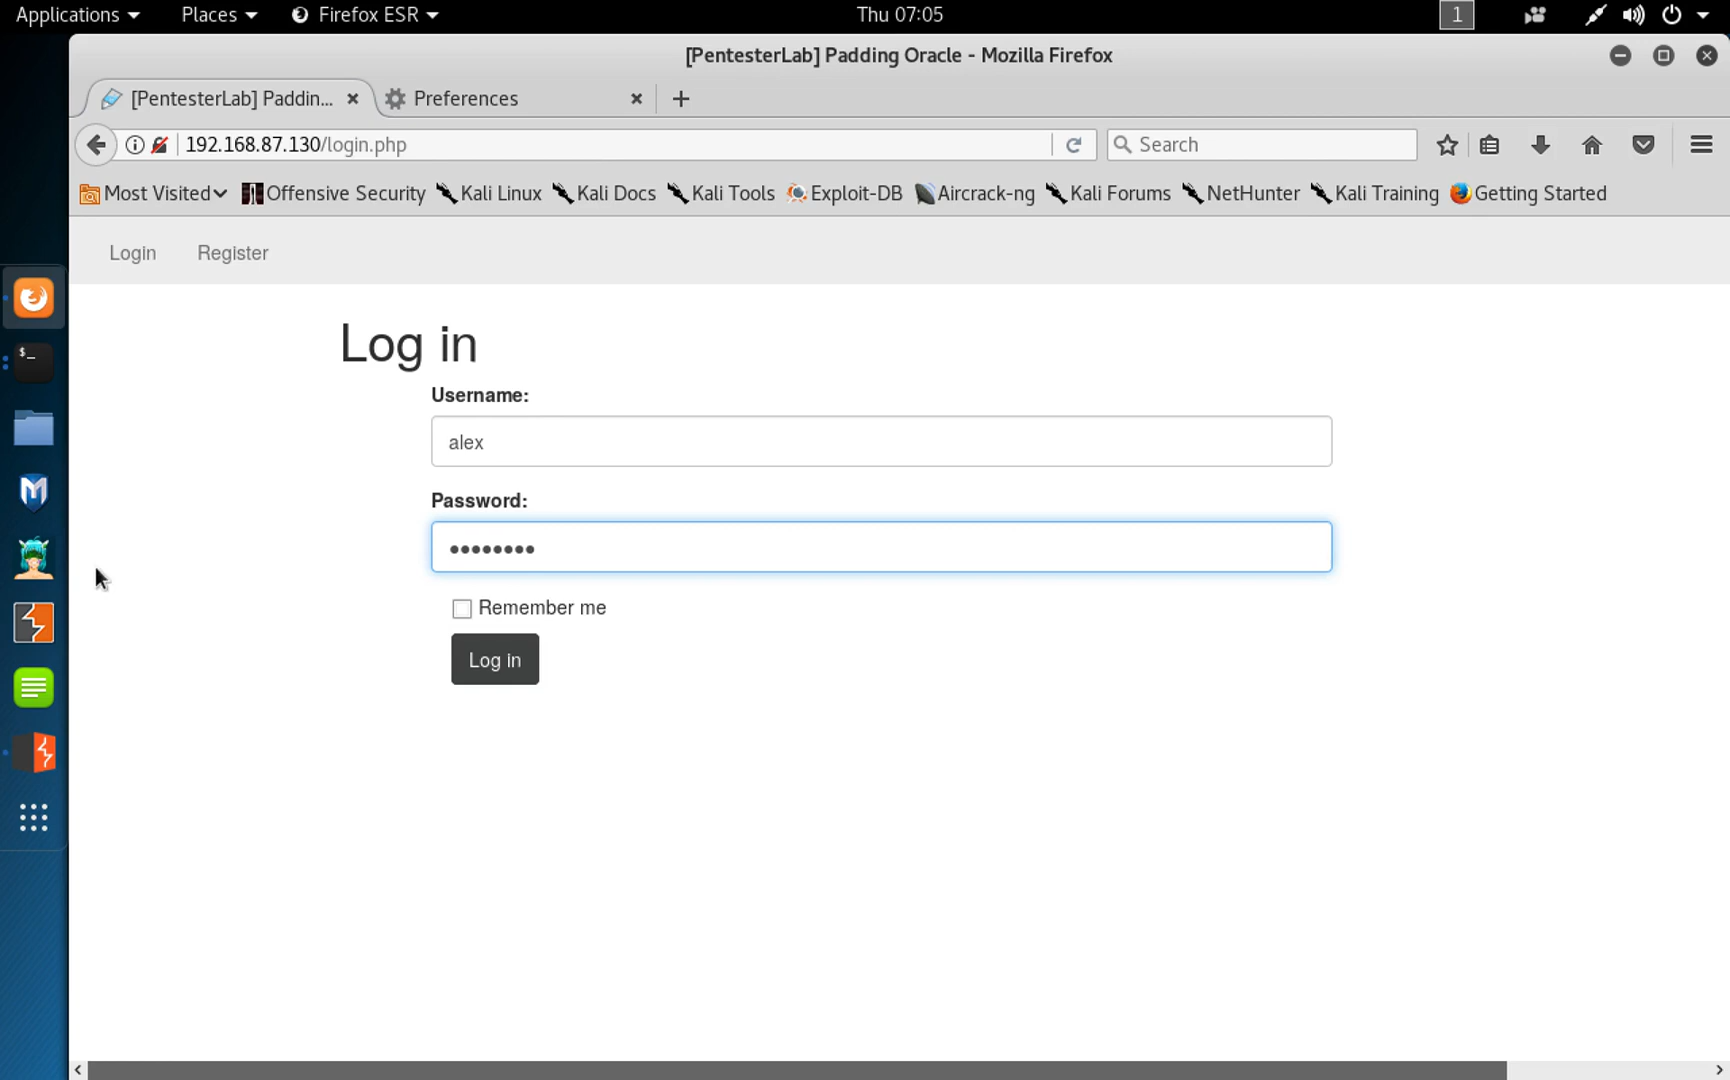 Applications Places Firefox ESR Thu 07:05 1
[PentesterLab] Padding Oracle - Mozilla Firefox
[PentesterLab] Paddin... Preferences
192.168.87.130/login.php Search
Most Visited Offensive Security Kali Linux Kali Docs Kali Tools Exploit-DB Aircrack-ng Kali Forums NetHunter Kali Training Getting Started
Login Register
Log in
Username:
alex
Password:
••••••••
Remember me
Log in